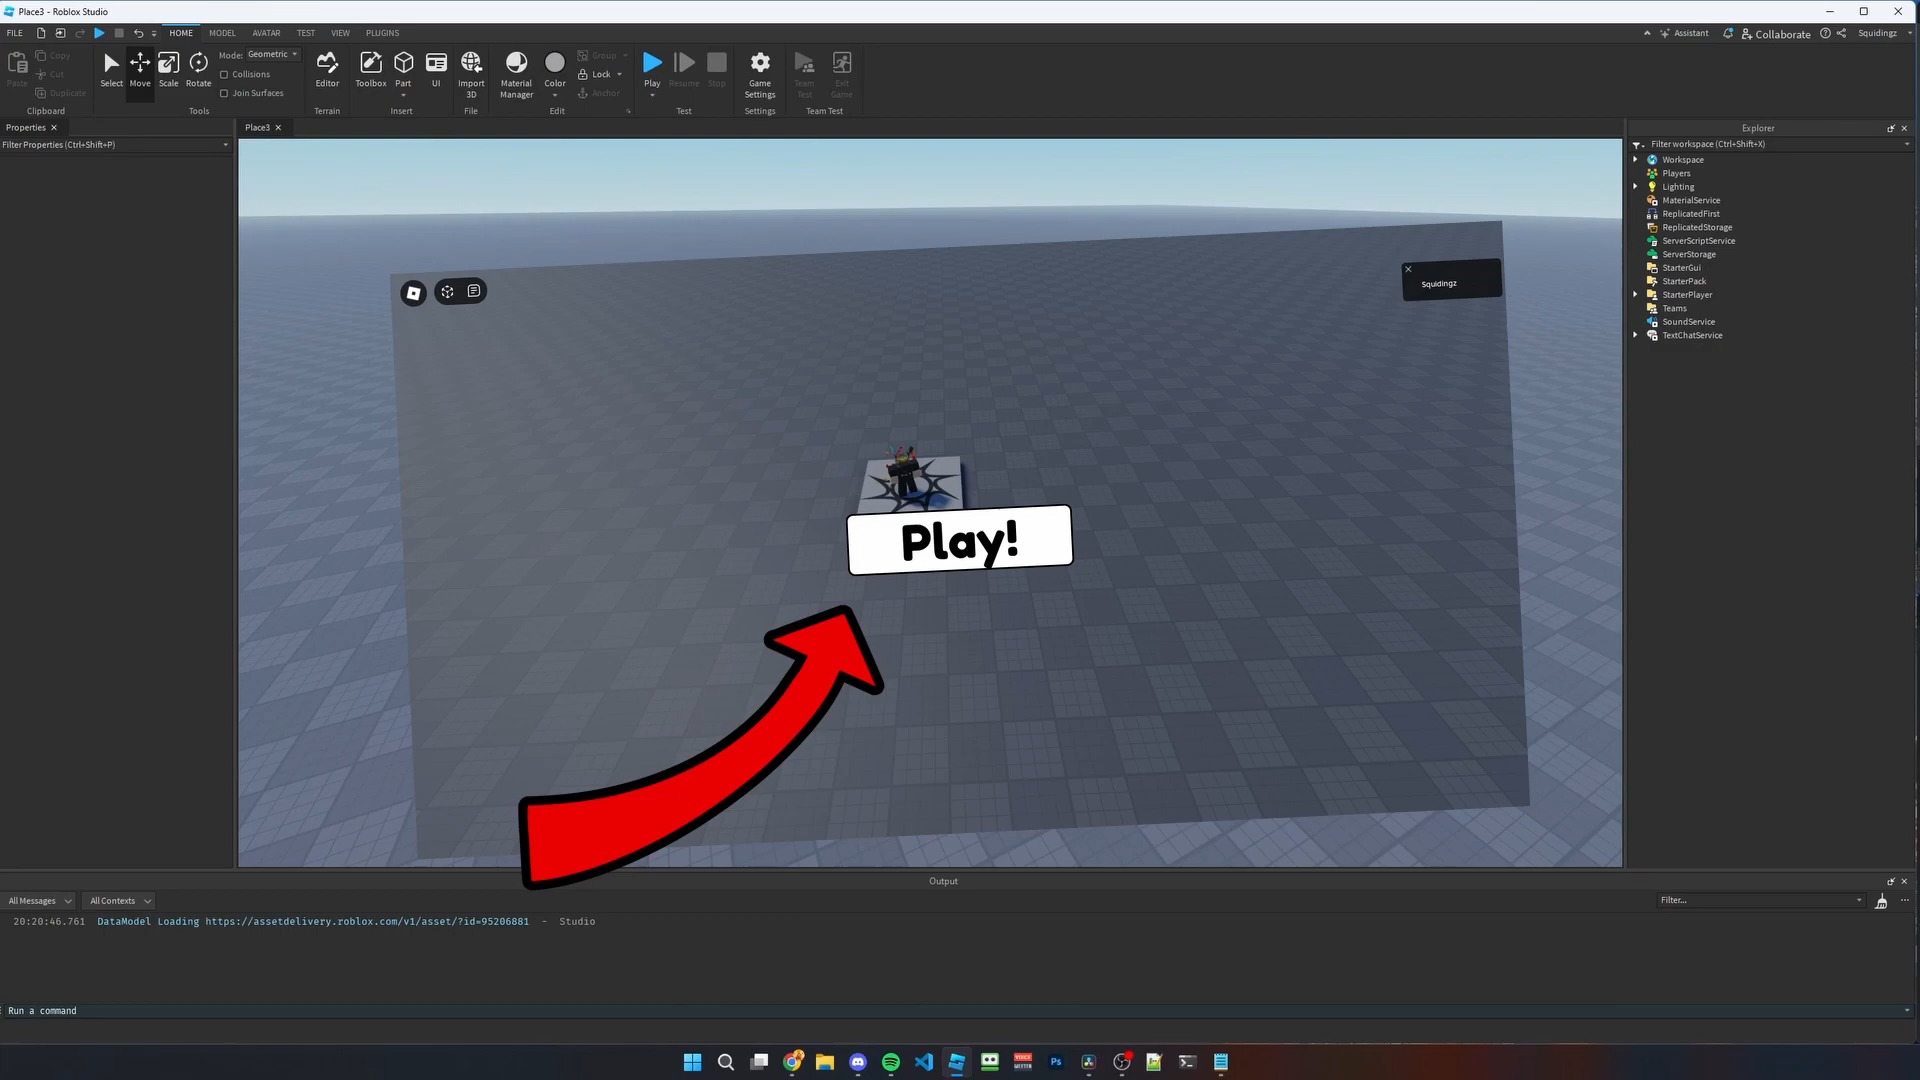 Place3 - Roblox Studio
FILE HOME MODEL AVATAR TEST VIEW PLUGINS Assistant Collaborate Squidingz
Paste Copy Cut Duplicate Clipboard
Select Move Scale Rotate Mode: Geometric Collisions Join Surfaces Tools
Editor Terrain
Toolbox Part UI Insert
Import 3D File
Material Manager Color Group Lock Anchor Edit
Play Resume Stop Test
Game Settings Settings
Team Test Exit Game Team Test
Properties
Filter Properties (Ctrl+Shift+P)
Place3
Squidingz
Play!
Explorer
Filter workspace (Ctrl+Shift+X)
Workspace
Players
Lighting
MaterialService
ReplicatedFirst
ReplicatedStorage
ServerScriptService
ServerStorage
StarterGui
StarterPack
StarterPlayer
Teams
SoundService
TextChatService
Output
All Messages All Contexts Filter...
20:20:46.761 DataModel Loading https://assetdelivery.roblox.com/v1/asset/?id=95206881 - Studio
Run a command
VOICE MEETER Ps